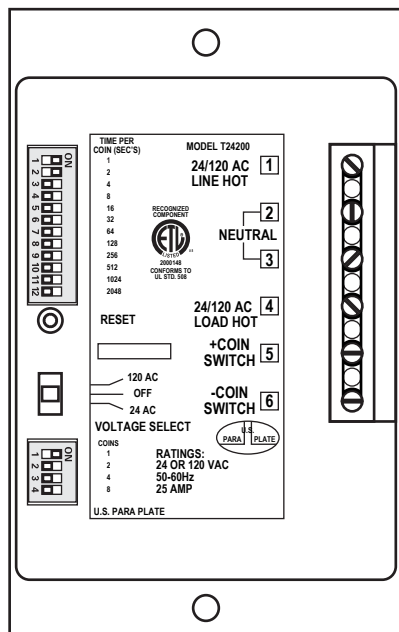 TIME PER
COIN (SEC'S)
1
2
4
8
16
32
64
128
256
512
1024
2048
MODEL T24200
24/120 AC
LINE HOT
1
2
NEUTRAL
3
24/120 AC
LOAD HOT
4
+COIN
SWITCH
5
-COIN
SWITCH
6
RECOGNIZED
COMPONENT
ETL
LISTED
2000148
CONFORMS TO
UL STD. 508
ON
1
2
3
4
5
6
7
8
9
10
11
12
RESET
120 AC
OFF
24 AC
VOLTAGE SELECT
U.S.
PARA PLATE
COINS
1
2
4
8
RATINGS:
24 OR 120 VAC
50-60Hz
25 AMP
ON
1
2
3
4
U.S. PARA PLATE